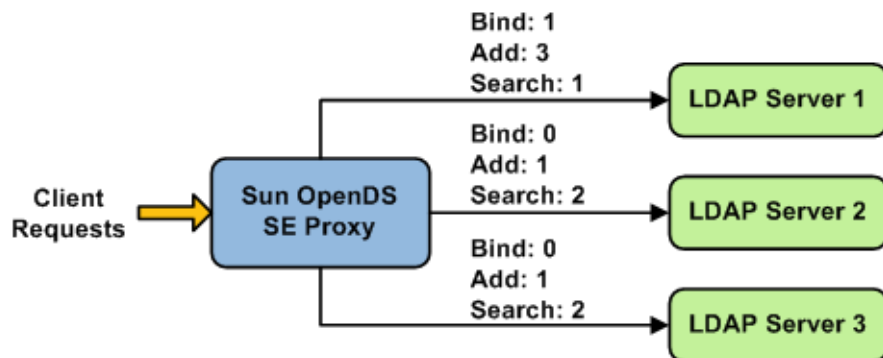 Bind: 1
Add: 3
Search: 1
LDAP Server 1
Bind: 0
Add: 1
Search: 2
LDAP Server 2
Client
Requests
Sun OpenDS
SE Proxy
Bind: 0
Add: 1
Search: 2
LDAP Server 3